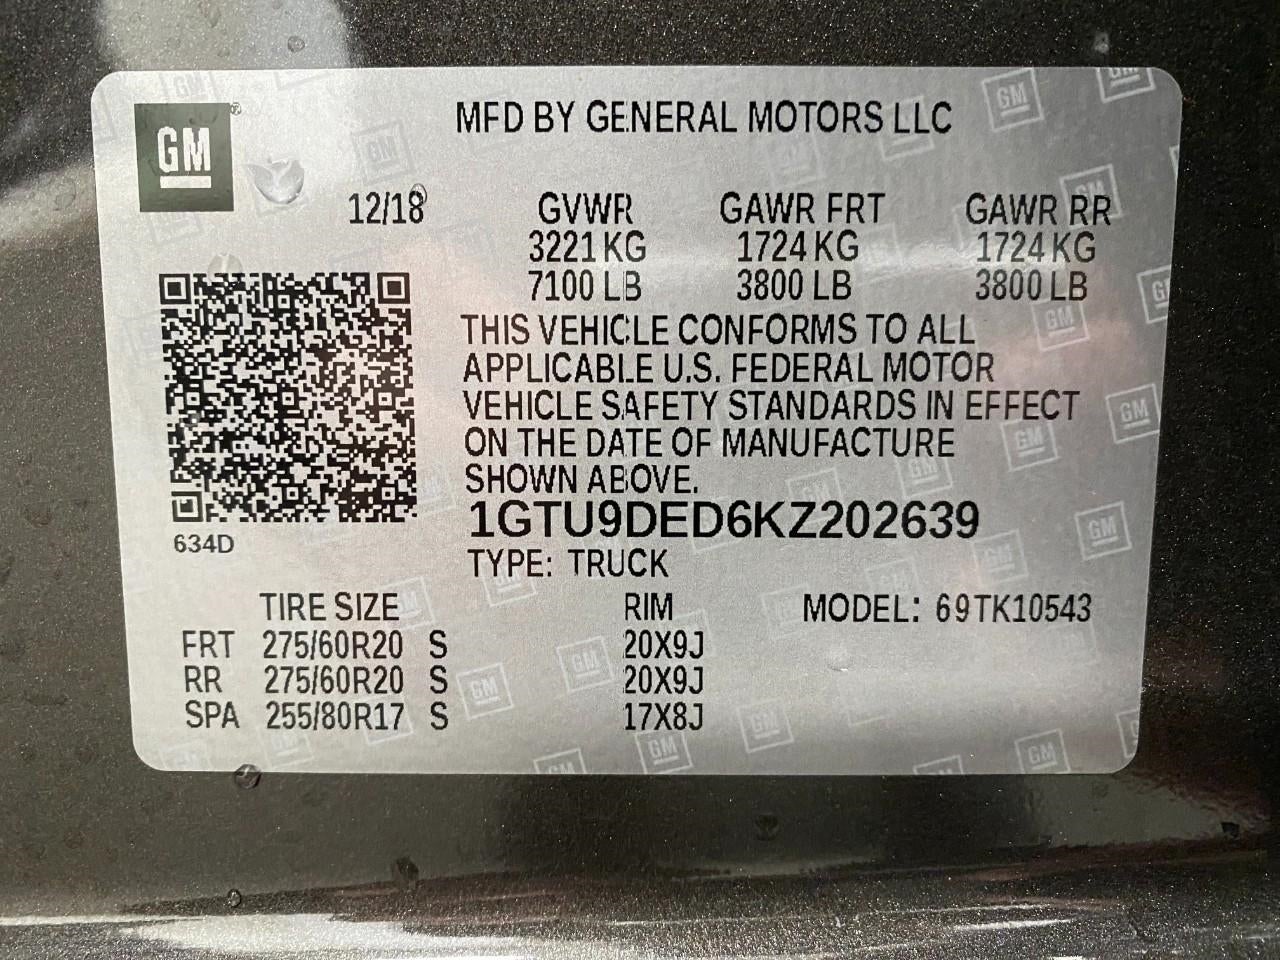 GM
MFD BY GENERAL MOTORS LLC
12/18 GVWR GAWR FRT GAWR RR
3221 KG 1724 KG 1724 KG
7100 LB 3800 LB 3800 LB
THIS VEHICLE CONFORMS TO ALL
APPLICABLE U.S. FEDERAL MOTOR
VEHICLE SAFETY STANDARDS IN EFFECT
ON THE DATE OF MANUFACTURE
SHOWN ABOVE.
1GTU9DED6KZ202639
634D
TYPE: TRUCK
TIRE SIZE RIM MODEL: 69TK10543
FRT 275/60R20 S 20X9J
RR 275/60R20 S 20X9J
SPA 255/80R17 S 17X8J